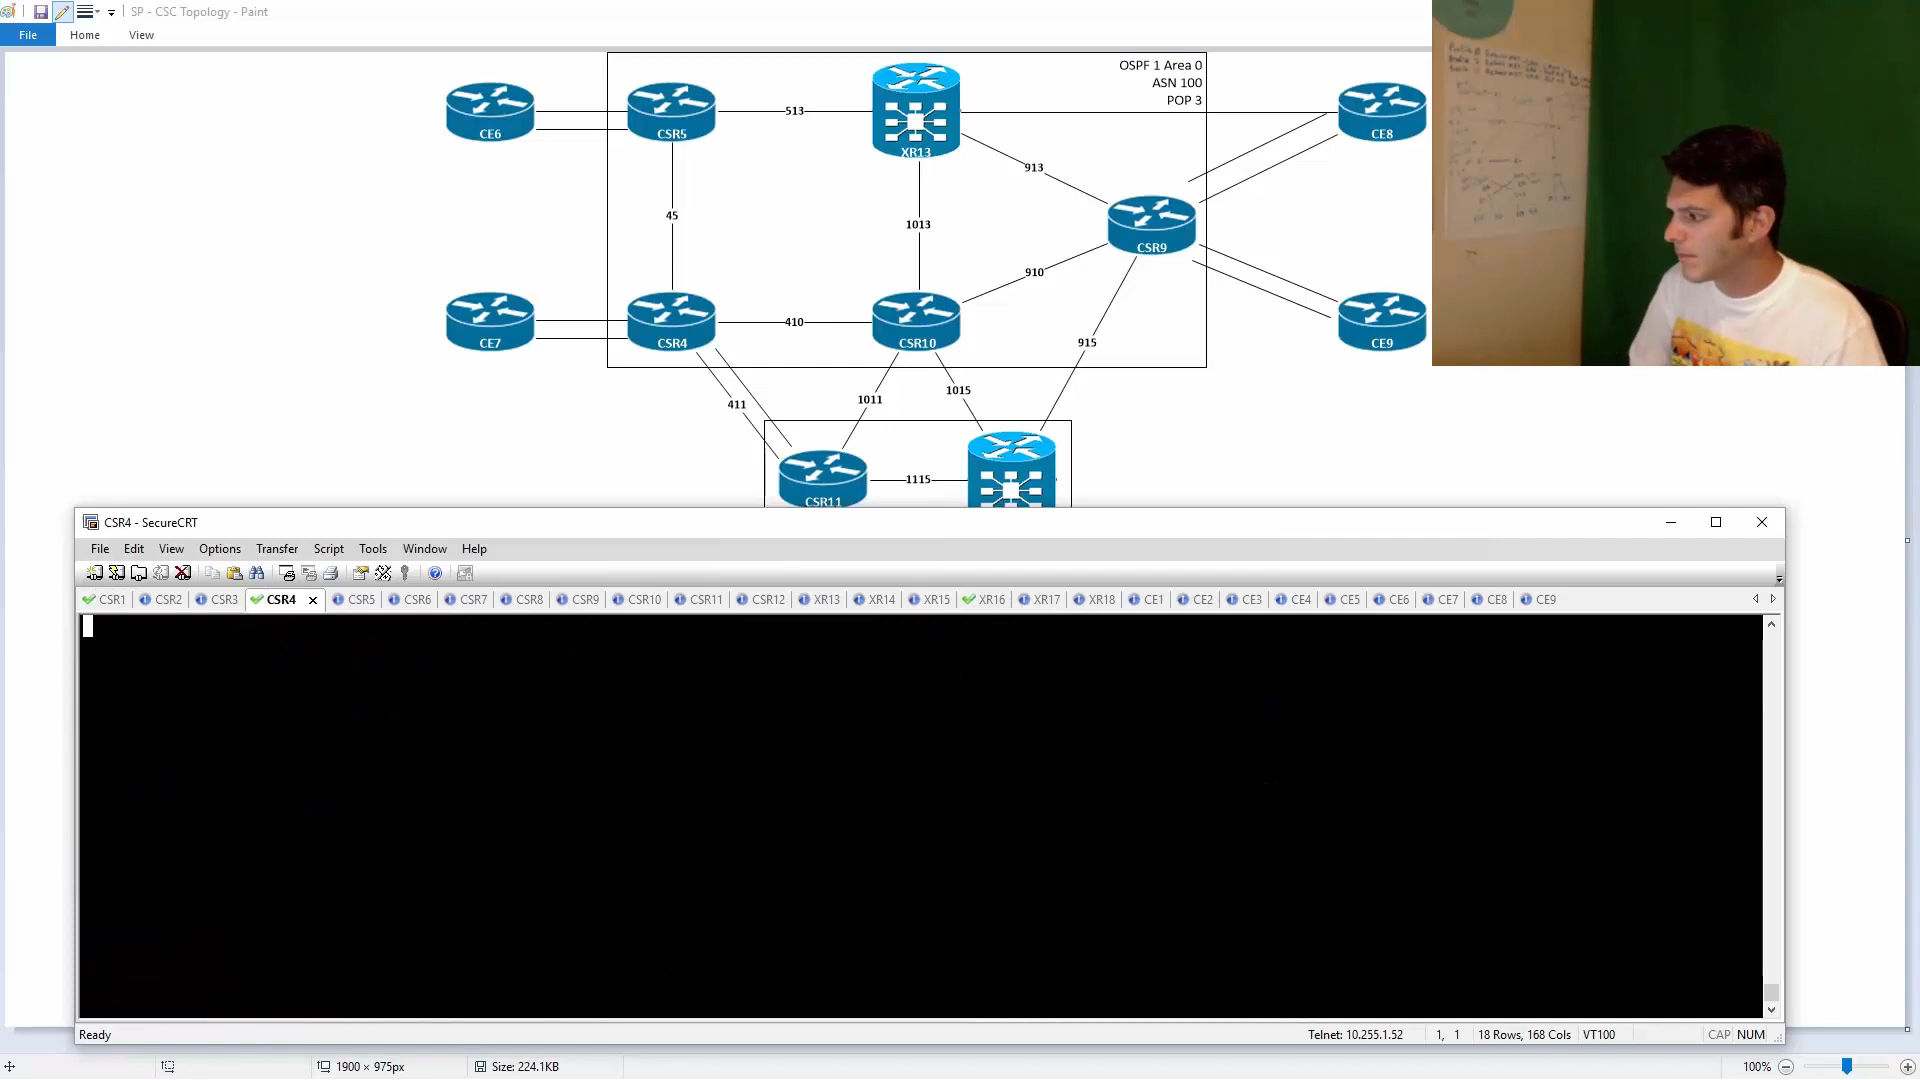 SP - CSC Topology - Paint
File Home View
OSPF 1 Area 0
ASN 100
POP 3
CE6
CSR5
513
XR13
CE8
913
45
1013
CSR9
910
CE7
CSR4
410
CSR10
915
CE9
411
1011
1015
CSR11
1115
CSR4 - SecureCRT
File Edit View Options Transfer Script Tools Window Help
CSR1 CSR2 CSR3 CSR4 CSR5 CSR6 CSR7 CSR8 CSR9 CSR10 CSR11 CSR12 XR13 XR14 XR15 XR16 XR17 XR18 CE1 CE2 CE3 CE4 CE5 CE6 CE7 CE8 CE9
Ready Telnet: 10.255.1.52 1, 1 18 Rows, 168 Cols VT100 CAP NUM
1900 × 975px Size: 224.1KB 100%